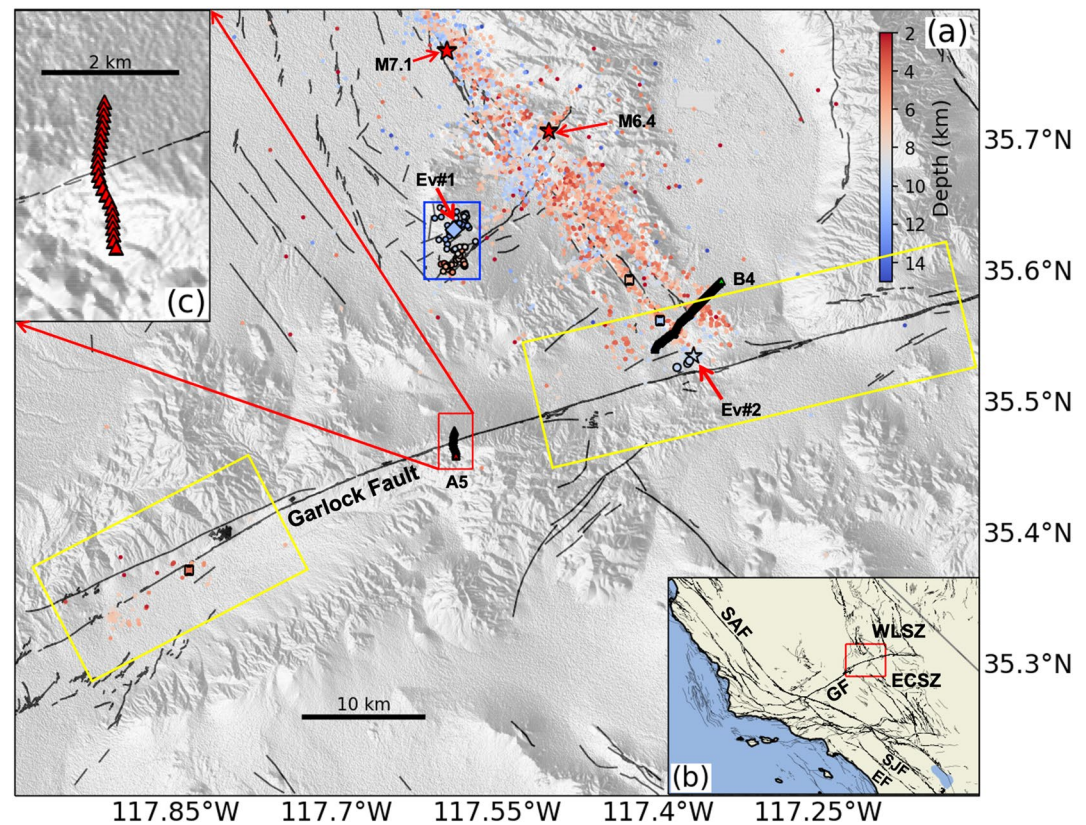 (a)
2 km
(c)
M7.1
M6.4
Ev#1
2
4
6
8
10
12
14
Depth (km)
35.7°N
35.6°N
35.5°N
35.4°N
35.3°N
B4
Ev#2
A5
Garlock Fault
10 km
SAF
WLSZ
GF
ECSZ
SJF
EF
(b)
117.85°W 117.7°W 117.55°W 117.4°W 117.25°W